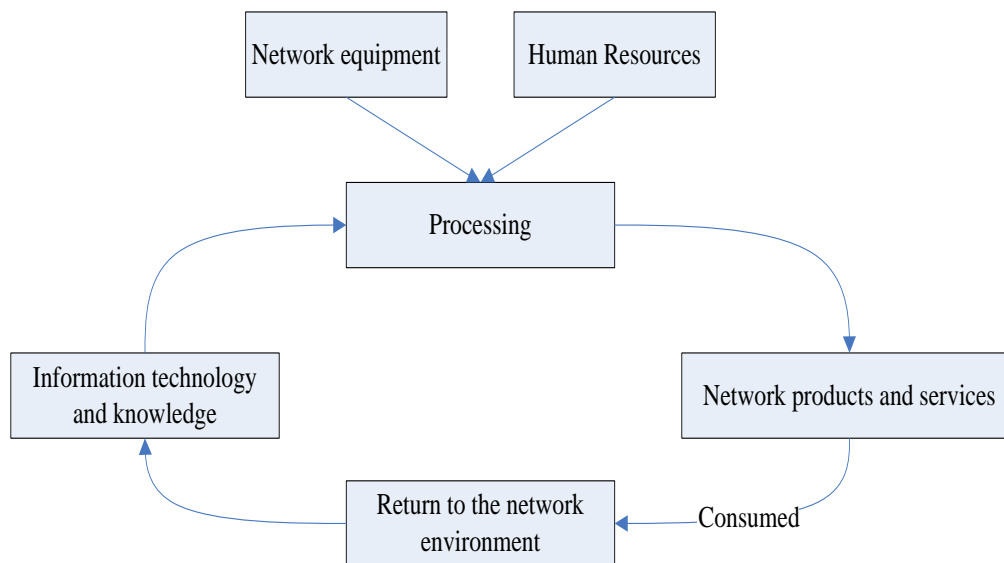 Network equipment
Human Resources
Processing
Information technology
and knowledge
Network products and services
Return to the network
environment
Consumed